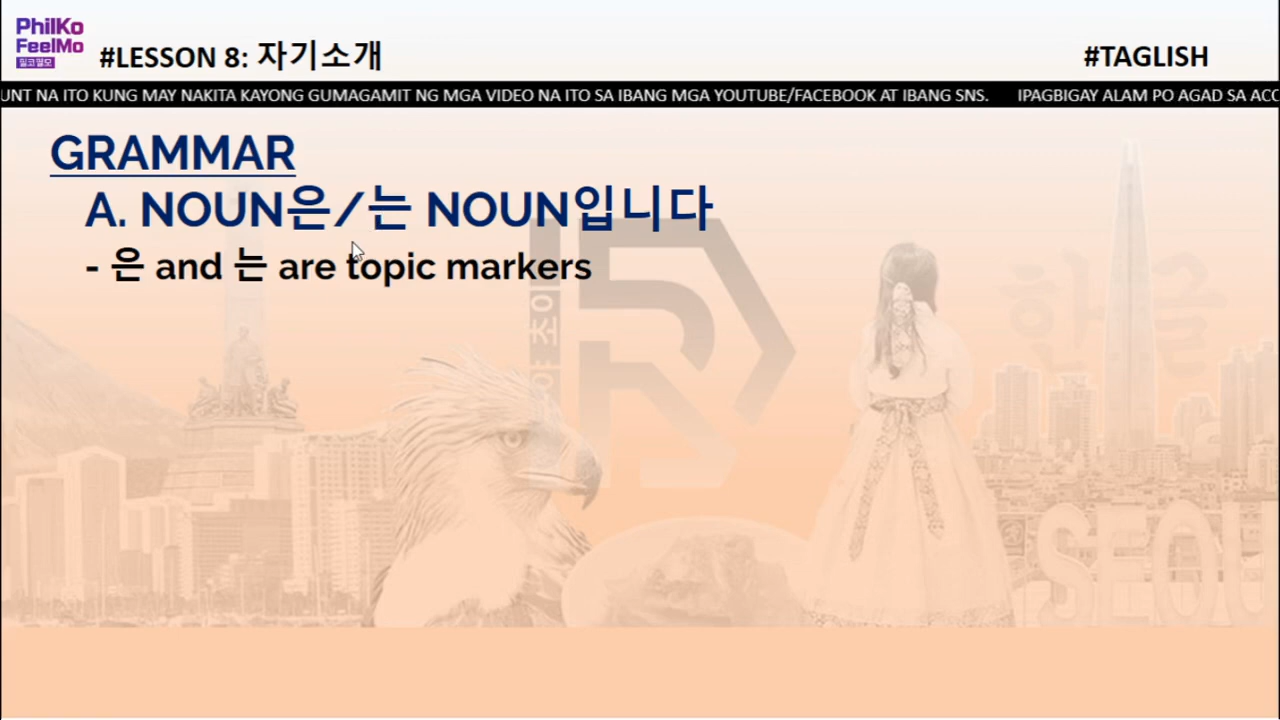 PhilKo
FeelMo
필코필모
#LESSON 8: 자기소개
#TAGLISH
UNT NA ITO KUNG MAY NAKITA KAYONG GUMAGAMIT NG MGA VIDEO NA ITO SA IBANG MGA YOUTUBE/FACEBOOK AT IBANG SNS. IPAGBIGAY ALAM PO AGAD SA ACC
GRAMMAR
A. NOUN은/는 NOUN입니다
- 은 and 는 are topic markers
한글